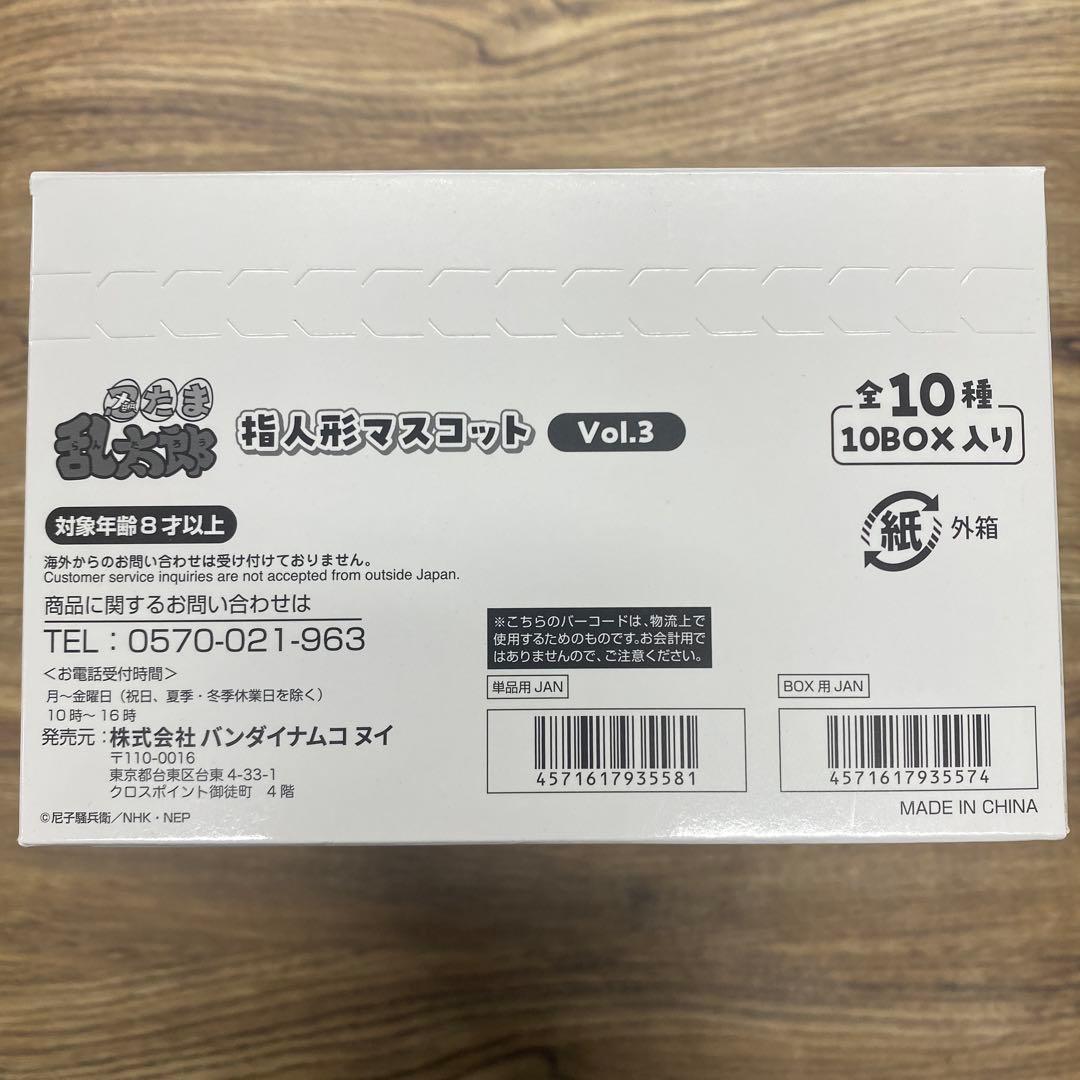 忍たま
乱太郎
指人形マスコット
Vol.3
全10種
10BOX入り
対象年齢8才以上
紙 外箱
海外からのお問い合わせは受け付けておりません。
Customer service inquiries are not accepted from outside Japan.
商品に関するお問い合わせは
TEL：0570-021-963
＜お電話受付時間＞
月〜金曜日（祝日、夏季・冬季休業日を除く）
10時〜16時
発売元：株式会社 バンダイナムコ ヌイ
〒110-0016
東京都台東区台東 4-33-1
クロスポイント御徒町　4階
©尼子騒兵衛／NHK・NEP
※こちらのバーコードは、物流上で
使用するためのものです。お会計用で
はありませんので、ご注意ください。
単品用 JAN
4571617935581
BOX 用 JAN
4571617935574
MADE IN CHINA